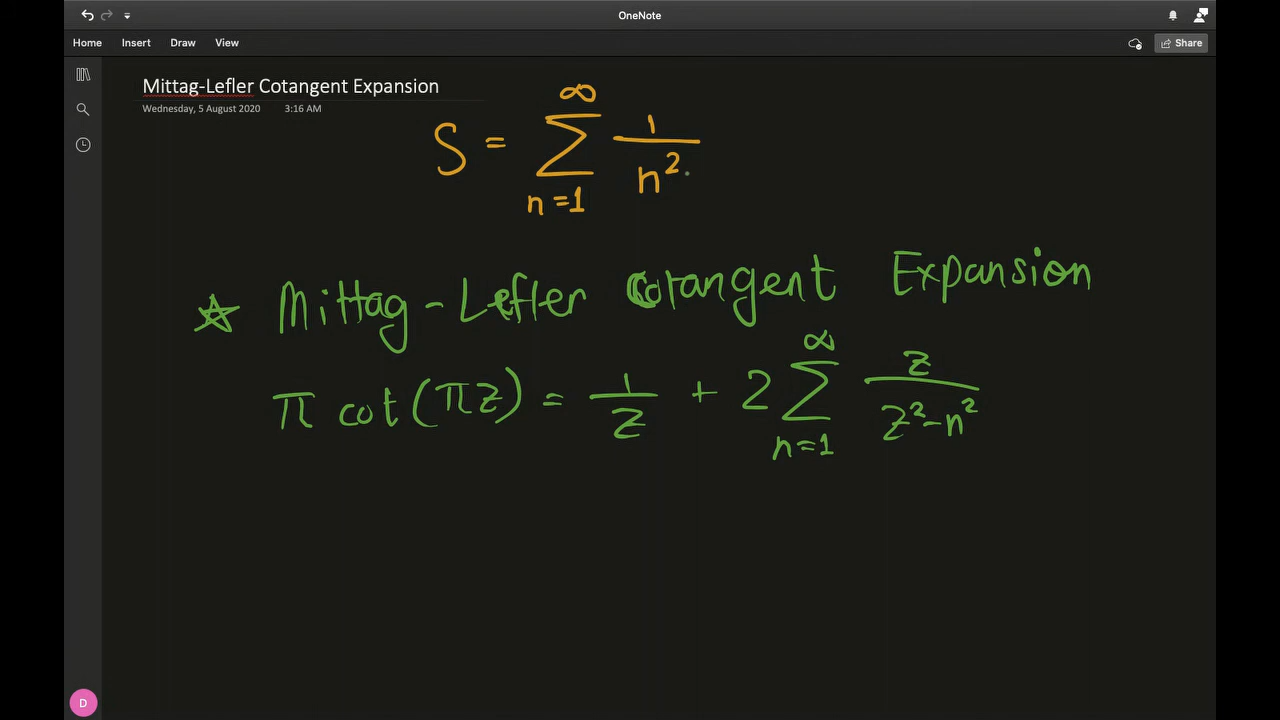 OneNote
Home Insert Draw View Share
Mittag-Lefler Cotangent Expansion
Wednesday, 5 August 2020 3:16 AM
S = ∑_{n=1}^{∞} 1/n²
☆ Mittag-Lefler Cotangent Expansion
π cot(πz) = 1/z + 2 ∑_{n=1}^{∞} z/(z²-n²)
D